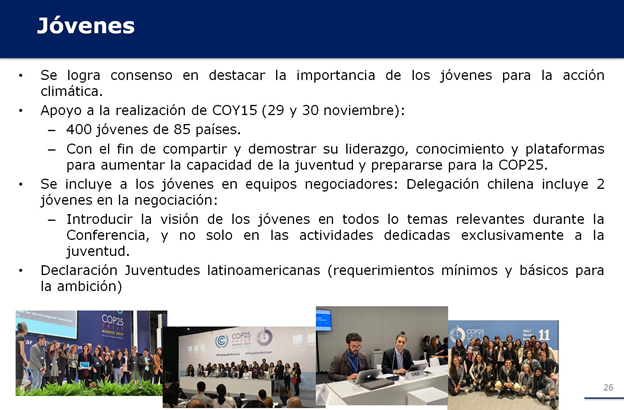 Jóvenes
• Se logra consenso en destacar la importancia de los jóvenes para la acción
climática.
• Apoyo a la realización de COY15 (29 y 30 noviembre):
– 400 jóvenes de 85 países.
– Con el fin de compartir y demostrar su liderazgo, conocimiento y plataformas
para aumentar la capacidad de la juventud y prepararse para la COP25.
• Se incluye a los jóvenes en equipos negociadores: Delegación chilena incluye 2
jóvenes en la negociación:
– Introducir la visión de los jóvenes en todos lo temas relevantes durante la
Conferencia, y no solo en las actividades dedicadas exclusivamente a la
juventud.
• Declaración Juventudes latinoamericanas (requerimientos mínimos y básicos para
la ambición)
COP25
CHILE
MADRID 2019
COP25
CHILE
#TimeForAction
COP25
11
26